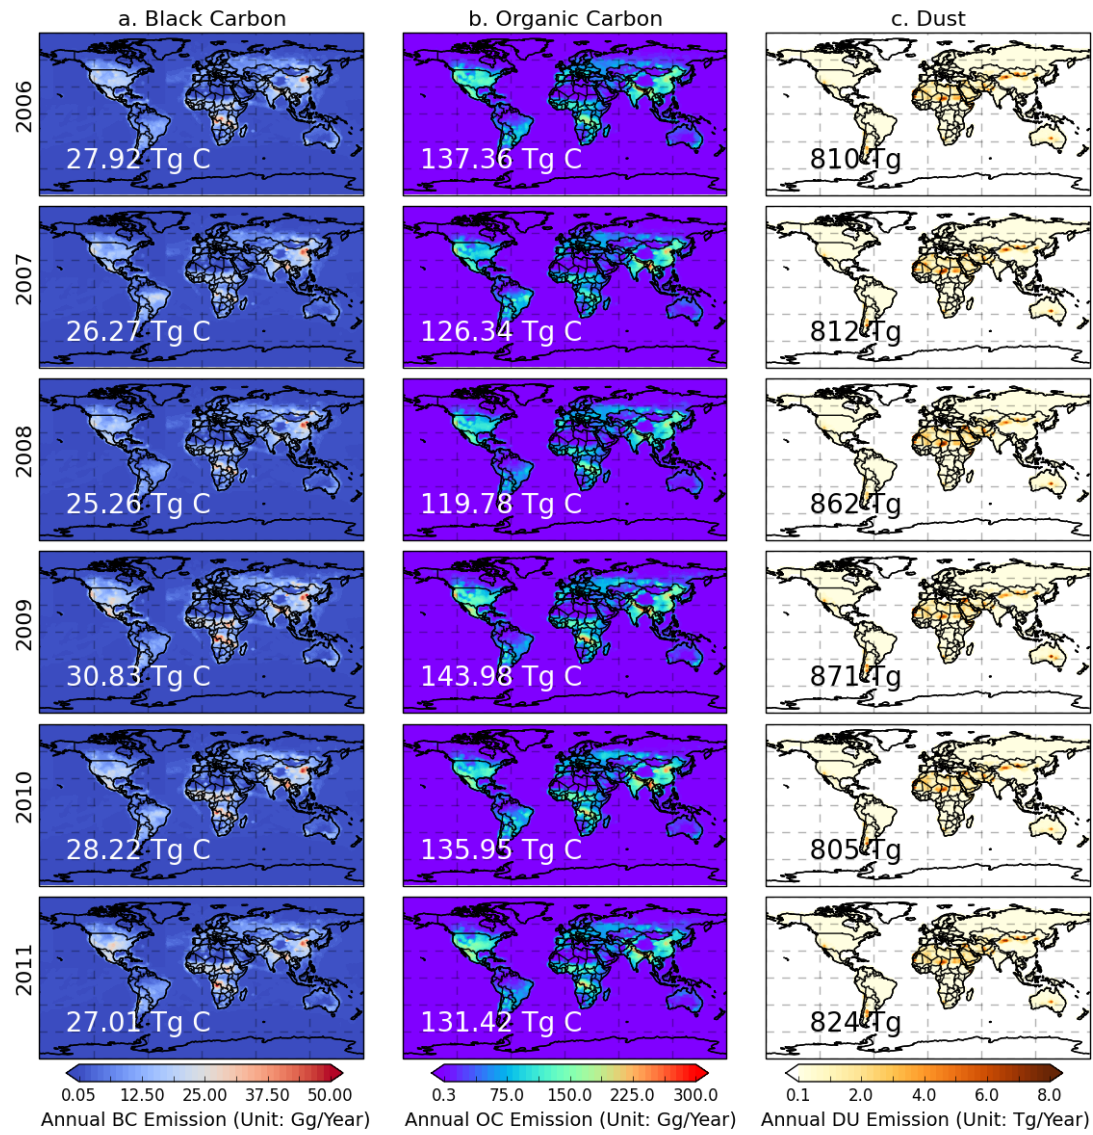 a. Black Carbon
b. Organic Carbon
c. Dust
2006
27.92 Tg C
137.36 Tg C
810 Tg
2007
26.27 Tg C
126.34 Tg C
812 Tg
2008
25.26 Tg C
119.78 Tg C
862 Tg
2009
30.83 Tg C
143.98 Tg C
871 Tg
2010
28.22 Tg C
135.95 Tg C
805 Tg
2011
27.01 Tg C
131.42 Tg C
824 Tg
0.05 12.50 25.00 37.50 50.00
0.3 75.0 150.0 225.0 300.0
0.1 2.0 4.0 6.0 8.0
Annual BC Emission (Unit: Gg/Year)
Annual OC Emission (Unit: Gg/Year)
Annual DU Emission (Unit: Tg/Year)